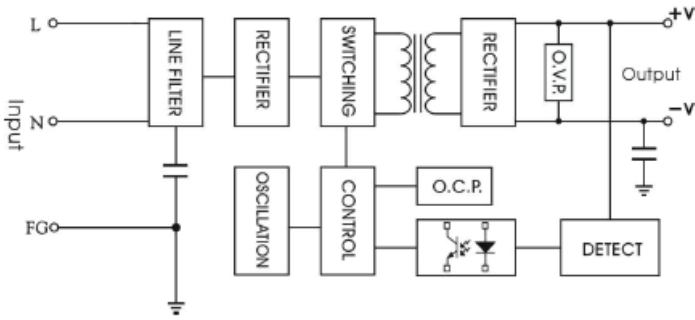 L
N
FG
Input
LINE FILTER
RECTIFIER
SWITCHING
RECTIFIER
O.V.P.
+V
Output
-V
OSCILLATION
CONTROL
O.C.P.
DETECT